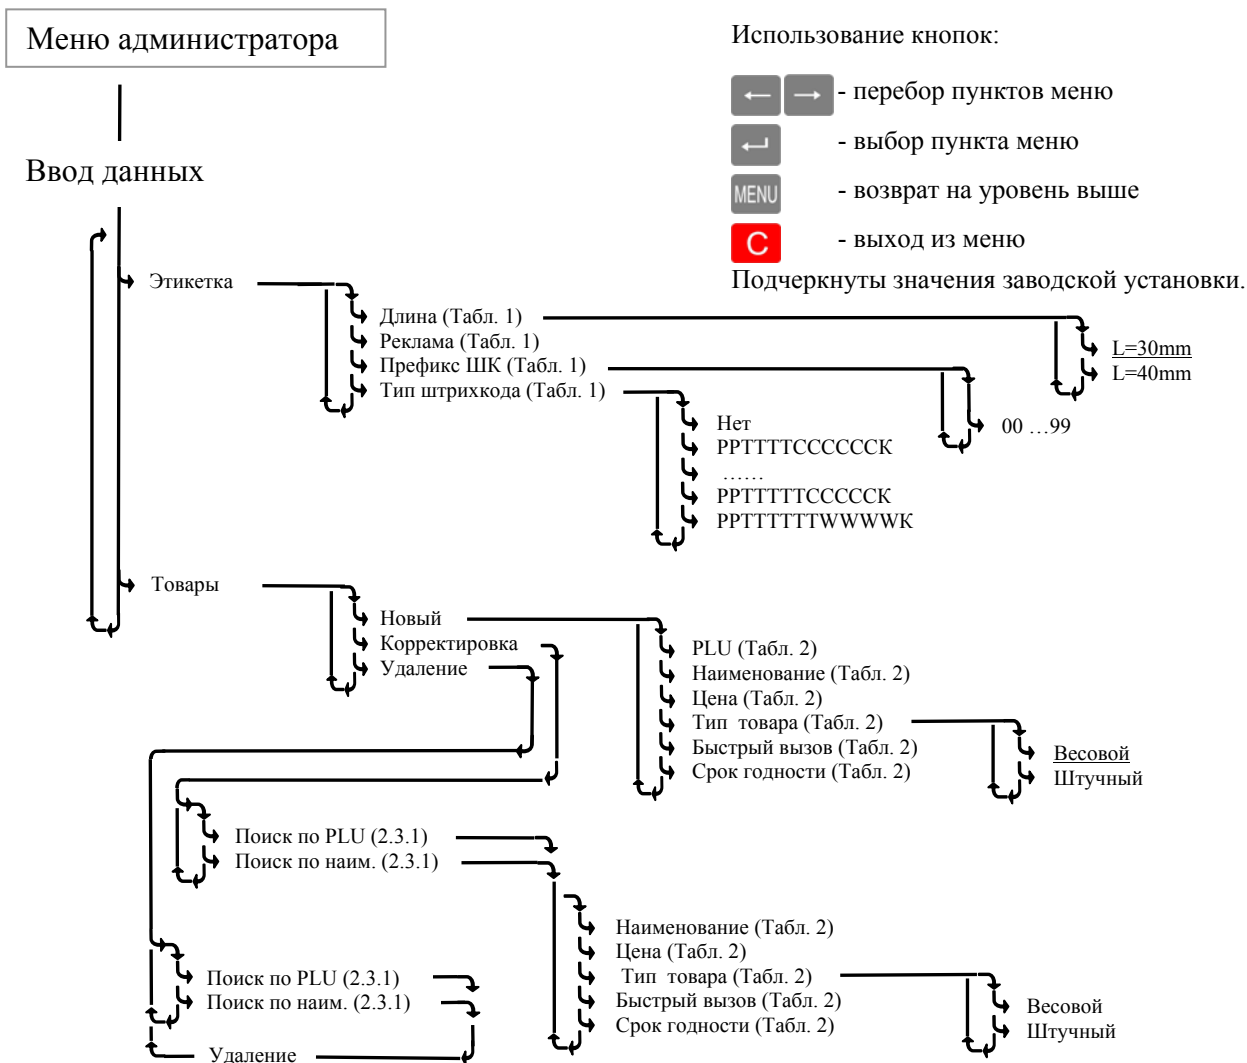 Меню администратора
Использование кнопок:
- перебор пунктов меню
- выбор пункта меню
MENU - возврат на уровень выше
C - выход из меню
Подчеркнуты значения заводской установки.
Ввод данных
Этикетка
Длина (Табл. 1)
Реклама (Табл. 1)
Префикс ШК (Табл. 1)
Тип штрихкода (Табл. 1)
L=30mm
L=40mm
00 …99
Нет
РРТТТТССССССК
……
РРТТТТТСССССК
РРТТТТТТWWWWК
Товары
Новый
Корректировка
Удаление
PLU (Табл. 2)
Наименование (Табл. 2)
Цена (Табл. 2)
Тип товара (Табл. 2)
Быстрый вызов (Табл. 2)
Срок годности (Табл. 2)
Весовой
Штучный
Поиск по PLU (2.3.1)
Поиск по наим. (2.3.1)
Наименование (Табл. 2)
Цена (Табл. 2)
Тип товара (Табл. 2)
Быстрый вызов (Табл. 2)
Срок годности (Табл. 2)
Весовой
Штучный
Поиск по PLU (2.3.1)
Поиск по наим. (2.3.1)
Удаление